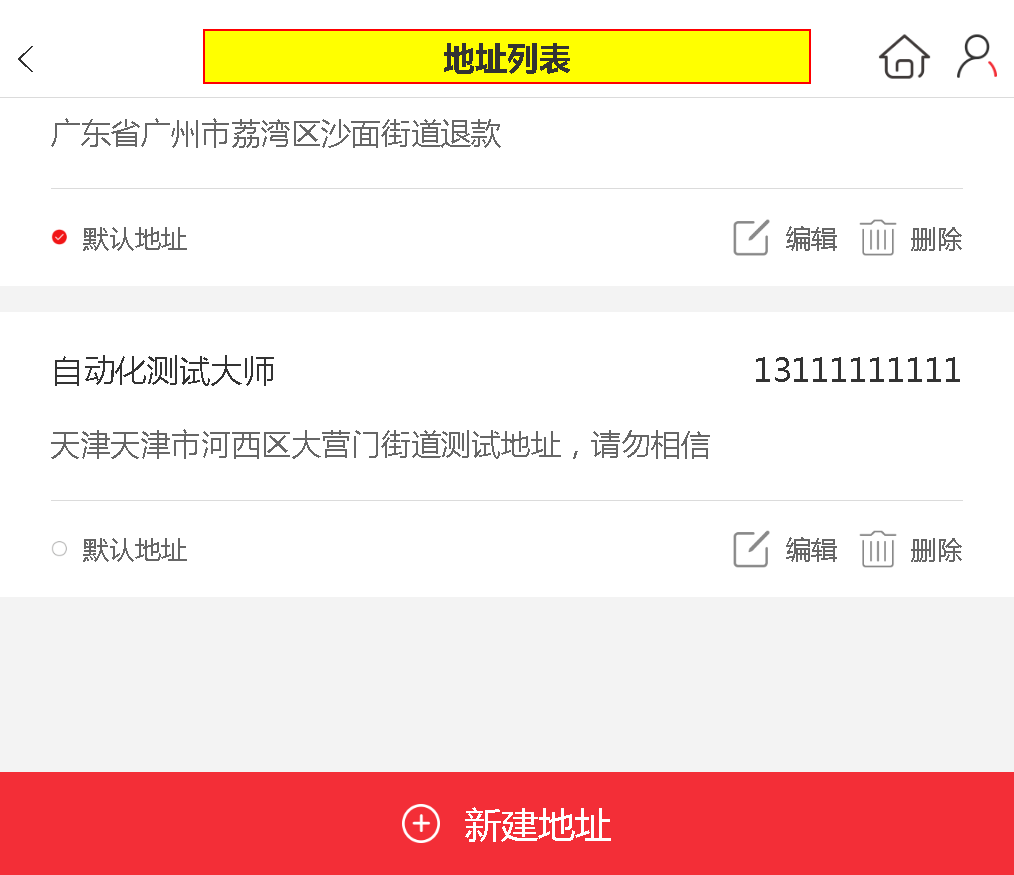 地址列表
广东省广州市荔湾区沙面街道退款
默认地址 编辑 删除
自动化测试大师 13111111111
天津天津市河西区大营门街道测试地址，请勿相信
默认地址 编辑 删除
新建地址